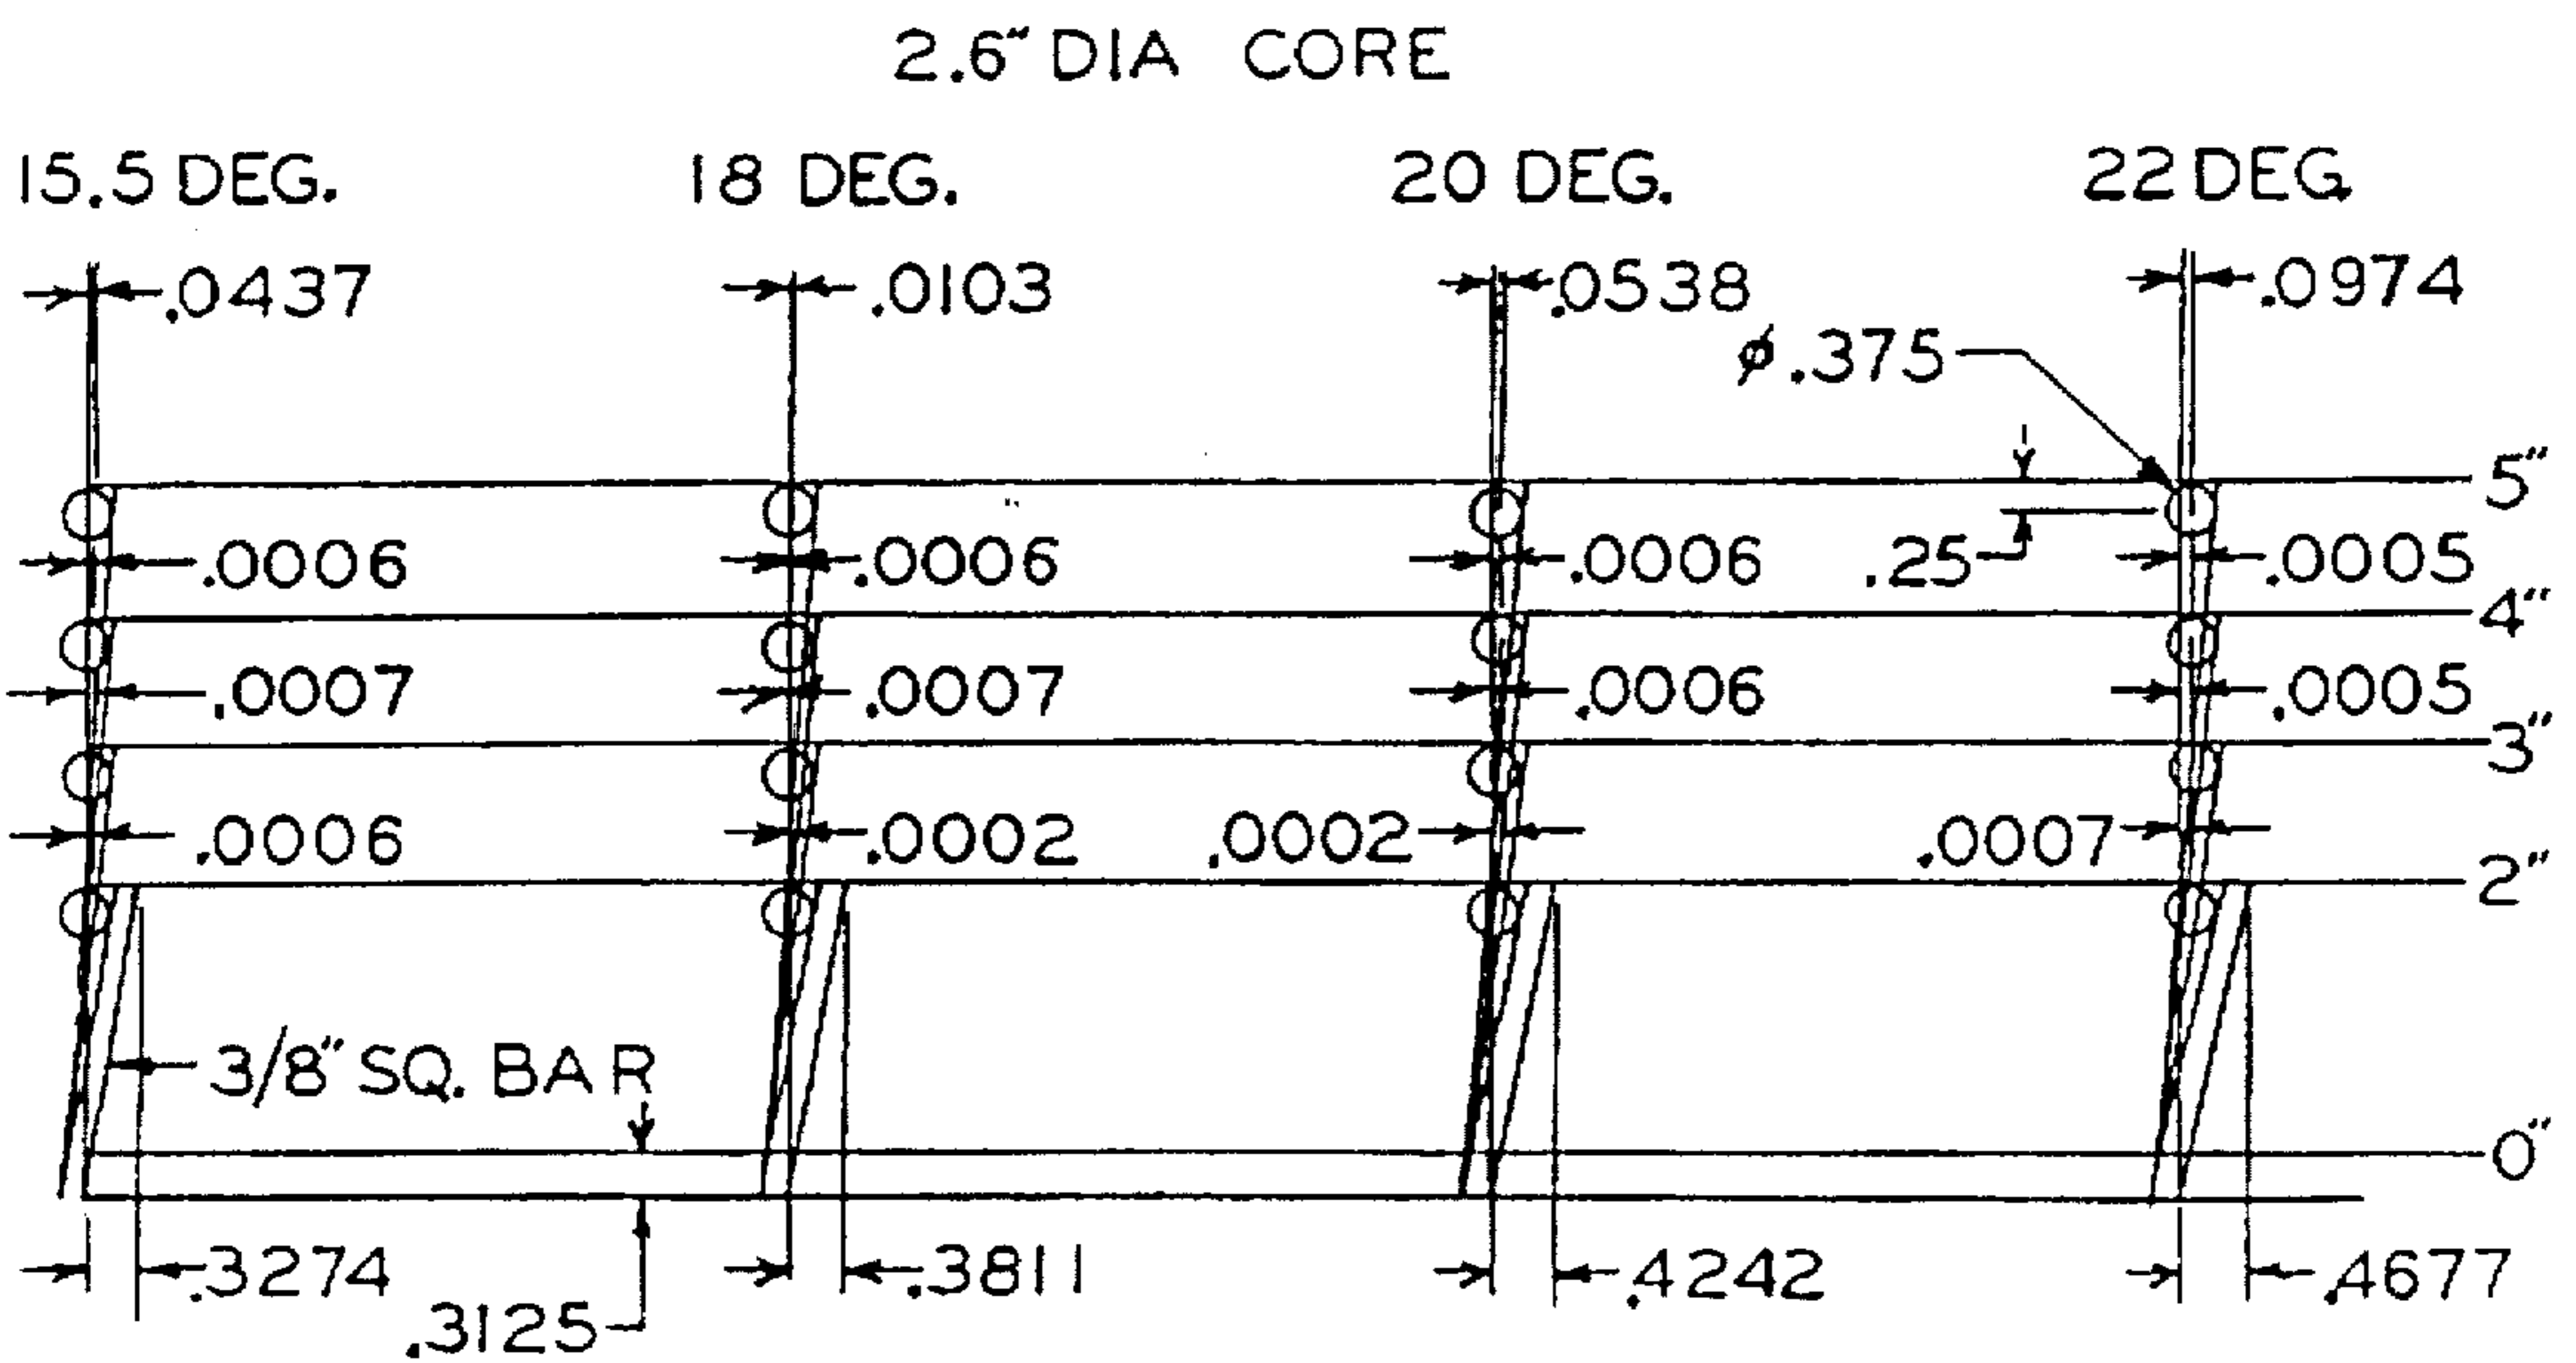 2.6" DIA CORE
15.5 DEG. 18 DEG. 20 DEG. 22 DEG.
.0437 .0103 .0538 .0974
ø.375
5"
.0006 .0006 .0006 .25 .0005
4"
.0007 .0007 .0006 .0005
3"
.0006 .0002 .0002 .0007
2"
3/8" SQ. BAR
0"
.3274 .3811 .4242 .4677
.3125